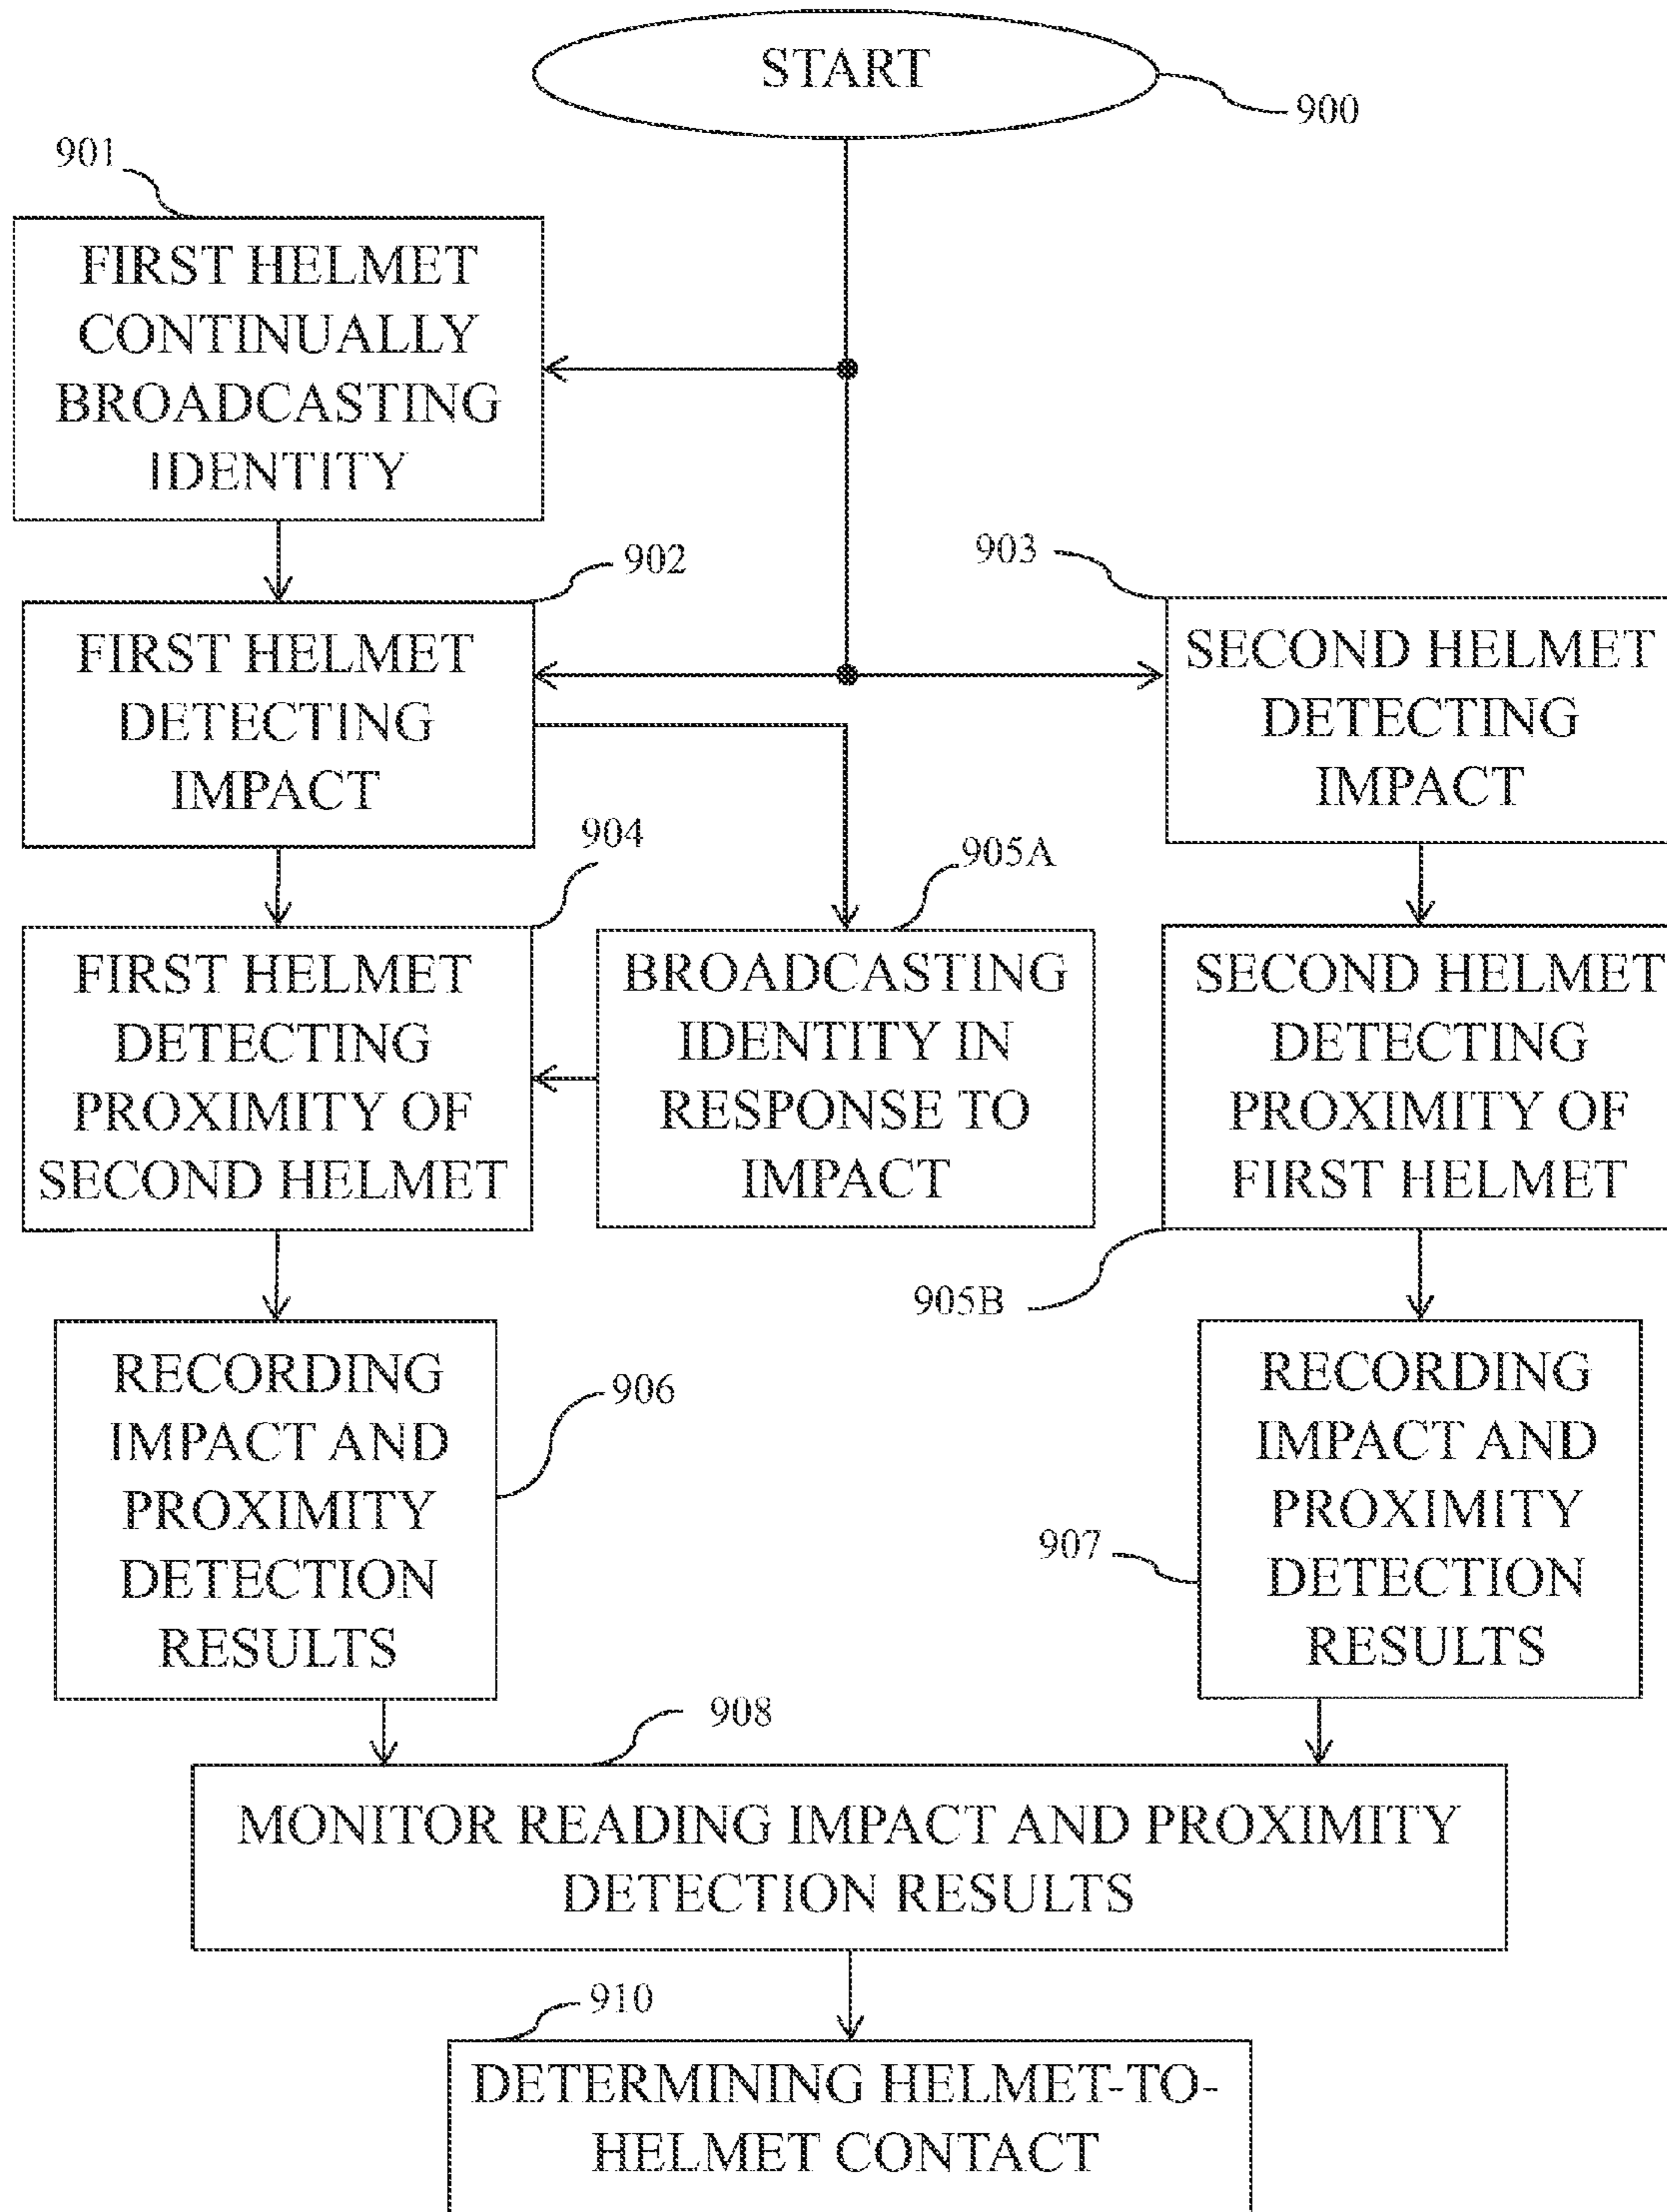 START
900
901
FIRST HELMET
CONTINUALLY
BROADCASTING
IDENTITY
902
903
FIRST HELMET
DETECTING
IMPACT
SECOND HELMET
DETECTING
IMPACT
904
905A
FIRST HELMET
DETECTING
PROXIMITY OF
SECOND HELMET
BROADCASTING
IDENTITY IN
RESPONSE TO
IMPACT
SECOND HELMET
DETECTING
PROXIMITY OF
FIRST HELMET
905B
RECORDING
IMPACT AND
PROXIMITY
DETECTION
RESULTS
906
RECORDING
IMPACT AND
PROXIMITY
DETECTION
RESULTS
907
908
MONITOR READING IMPACT AND PROXIMITY
DETECTION RESULTS
910
DETERMINING HELMET-TO-
HELMET CONTACT